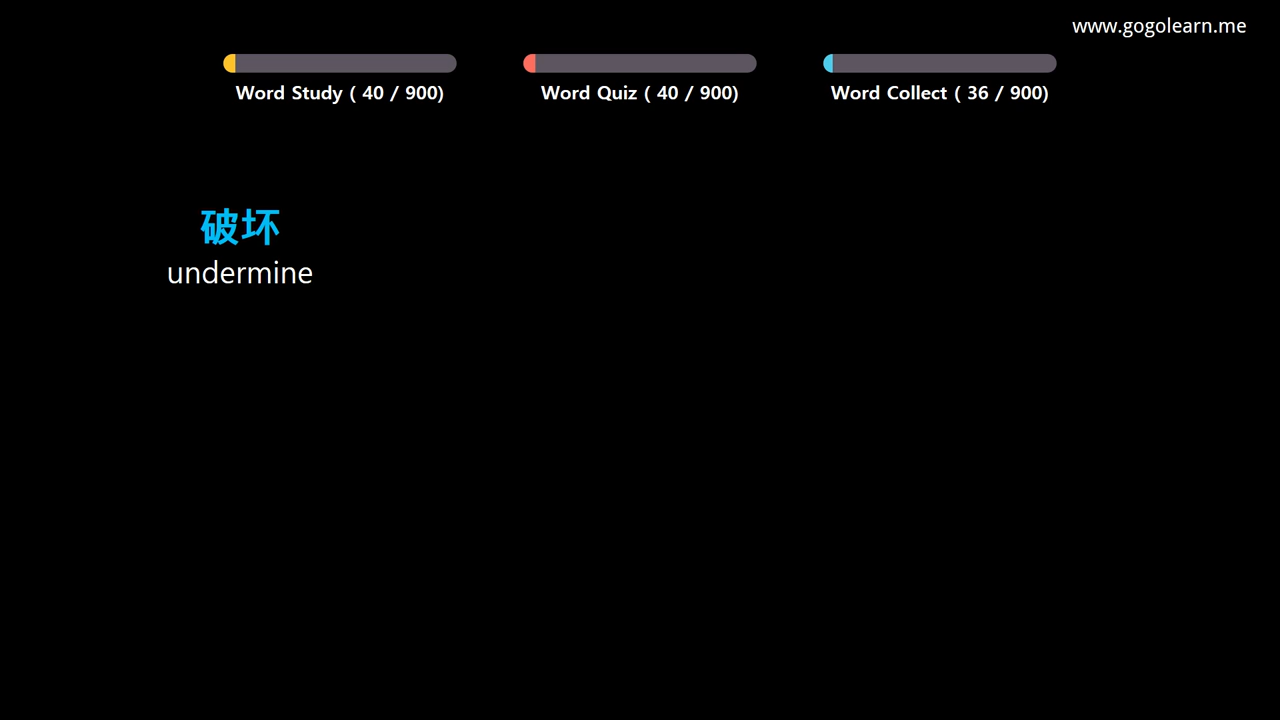 www.gogolearn.me
Word Study ( 40 / 900)
Word Quiz ( 40 / 900)
Word Collect ( 36 / 900)
破坏
undermine